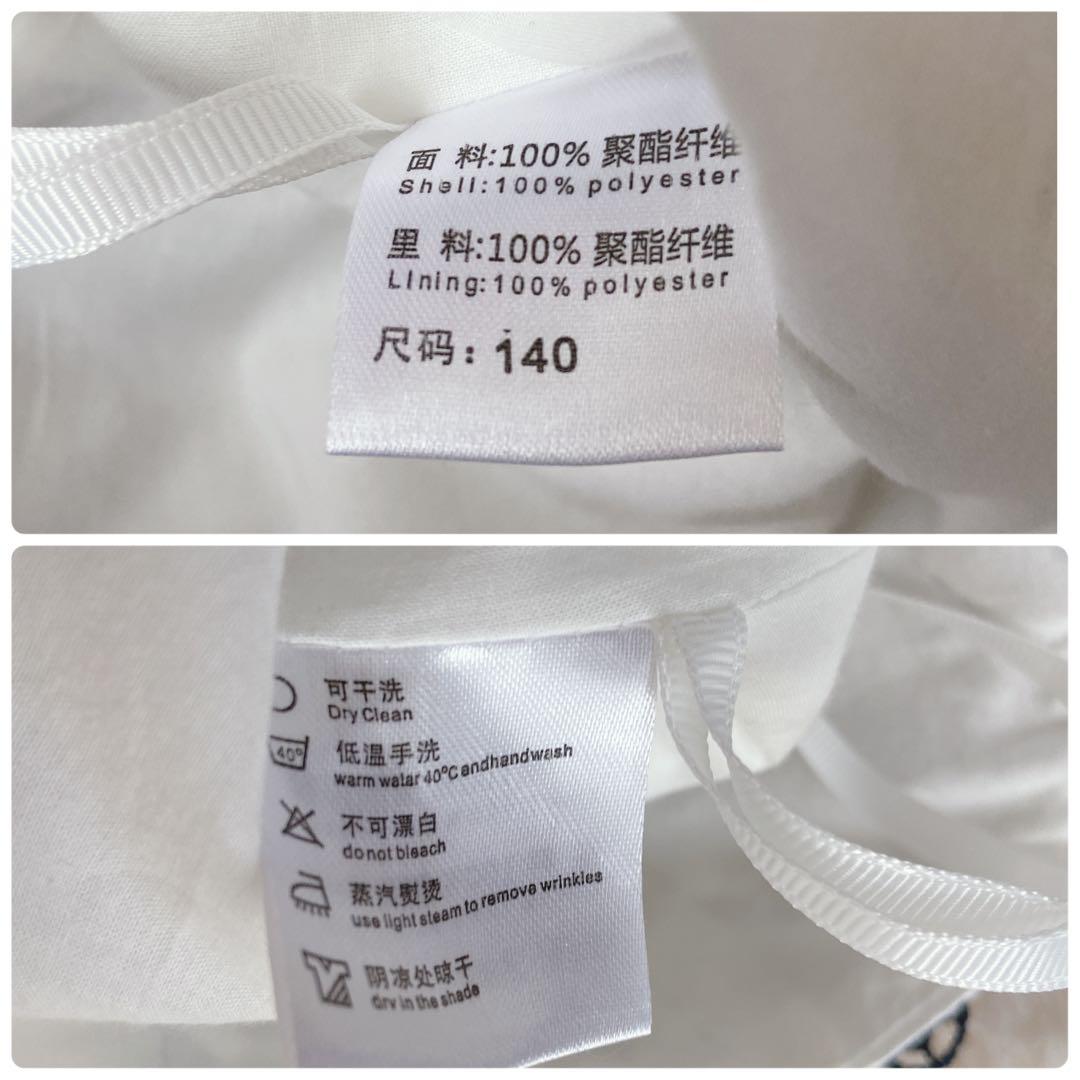 面 料:100% 聚酯纤维
Shell:100% polyester
里 料:100% 聚酯纤维
LIning:100% polyester
尺码：140
可干洗
Dry Clean
40°
低温手洗
warm watar 40°C andhandwash
不可漂白
do not bleach
蒸汽熨烫
use light steam to remove wrinkles
阴凉处晾干
dry in the shade